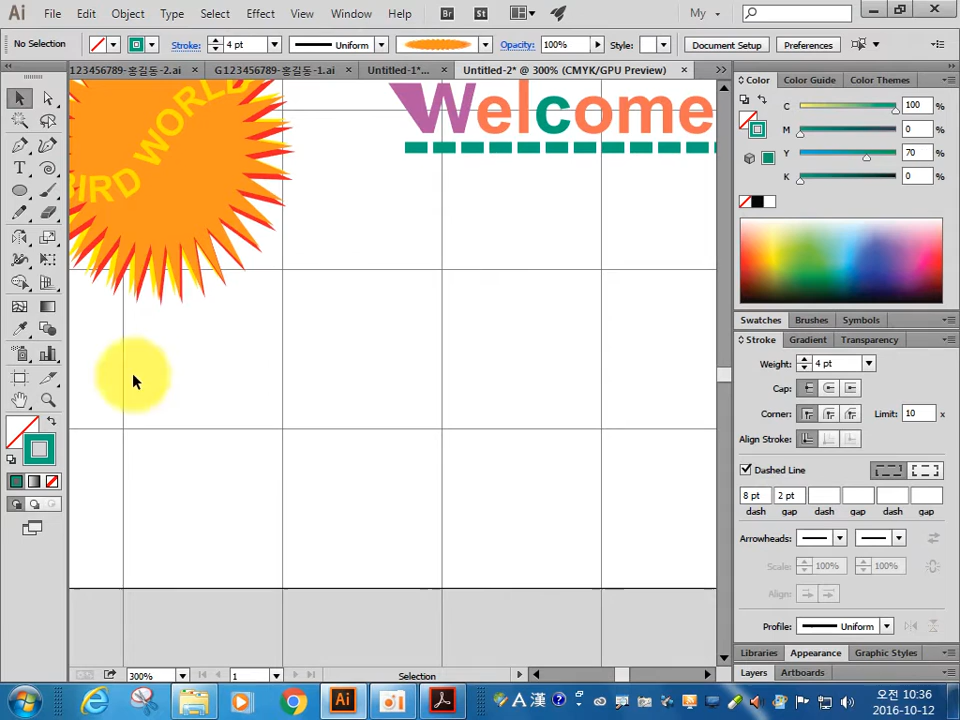 Ai File Edit Object Type Select Effect View Window Help Br St My
No Selection Stroke: 4 pt Uniform Opacity: 100% Style: Document Setup Preferences
123456789-홍길동-2.ai × G123456789-홍길동-1.ai × Untitled-1*... × Untitled-2* @ 300% (CMYK/GPU Preview) ×
BIRD WORLD
Welcome
Color Color Guide Color Themes
C 100 %
M 0 %
Y 70 %
K 0 %
Swatches Brushes Symbols
Stroke Gradient Transparency
Weight: 4 pt
Cap:
Corner: Limit: 10 x
Align Stroke:
Dashed Line
8 pt 2 pt
dash gap dash gap dash gap
Arrowheads:
Scale: 100% 100%
Align:
Profile: Uniform
Libraries Appearance Graphic Styles
Layers Artboards
300% 1 Selection
Ai A 漢 오전 10:36
2016-10-12